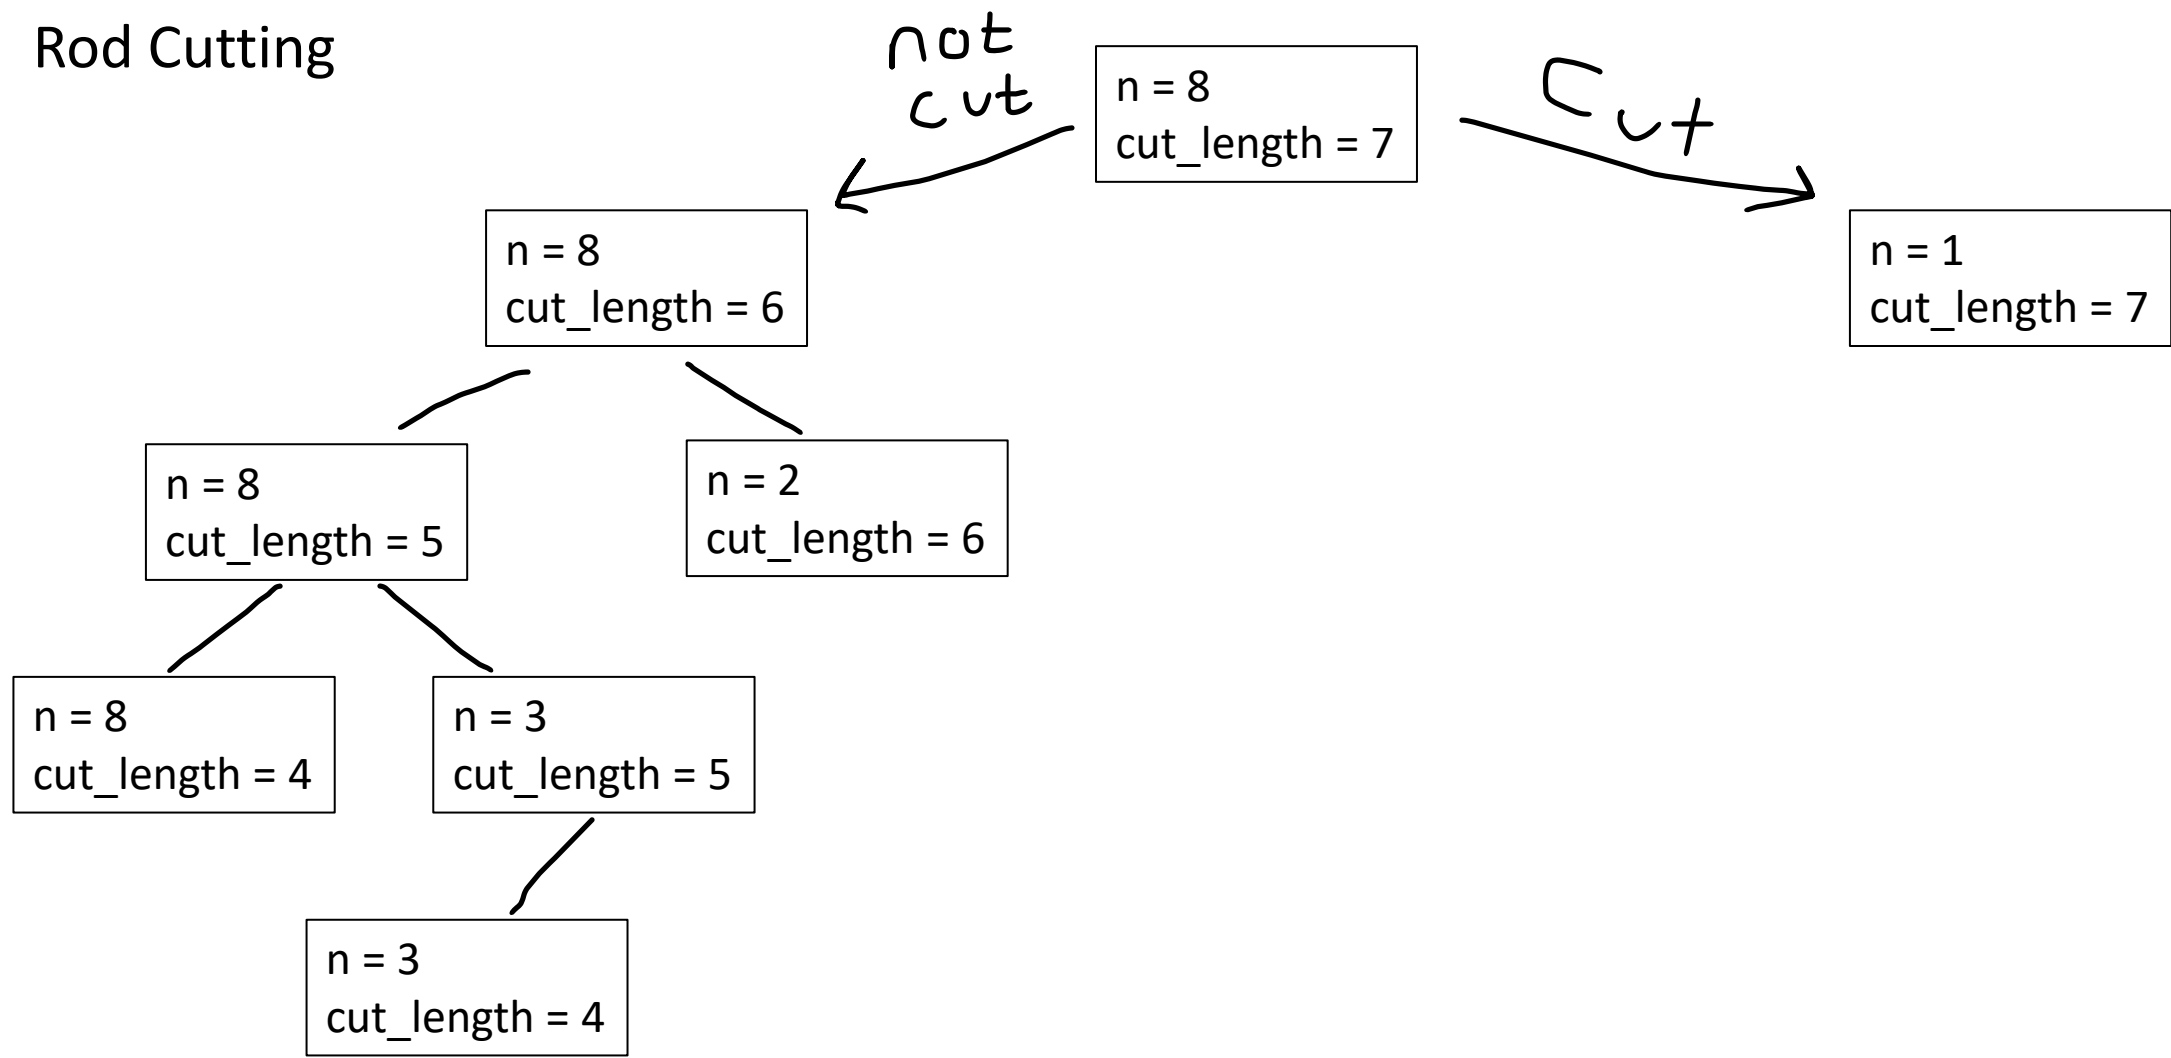 Rod Cutting
not
cut
n = 8
cut_length = 7
Cut
n = 8
cut_length = 6
n = 1
cut_length = 7
n = 8
cut_length = 5
n = 2
cut_length = 6
n = 8
cut_length = 4
n = 3
cut_length = 5
n = 3
cut_length = 4